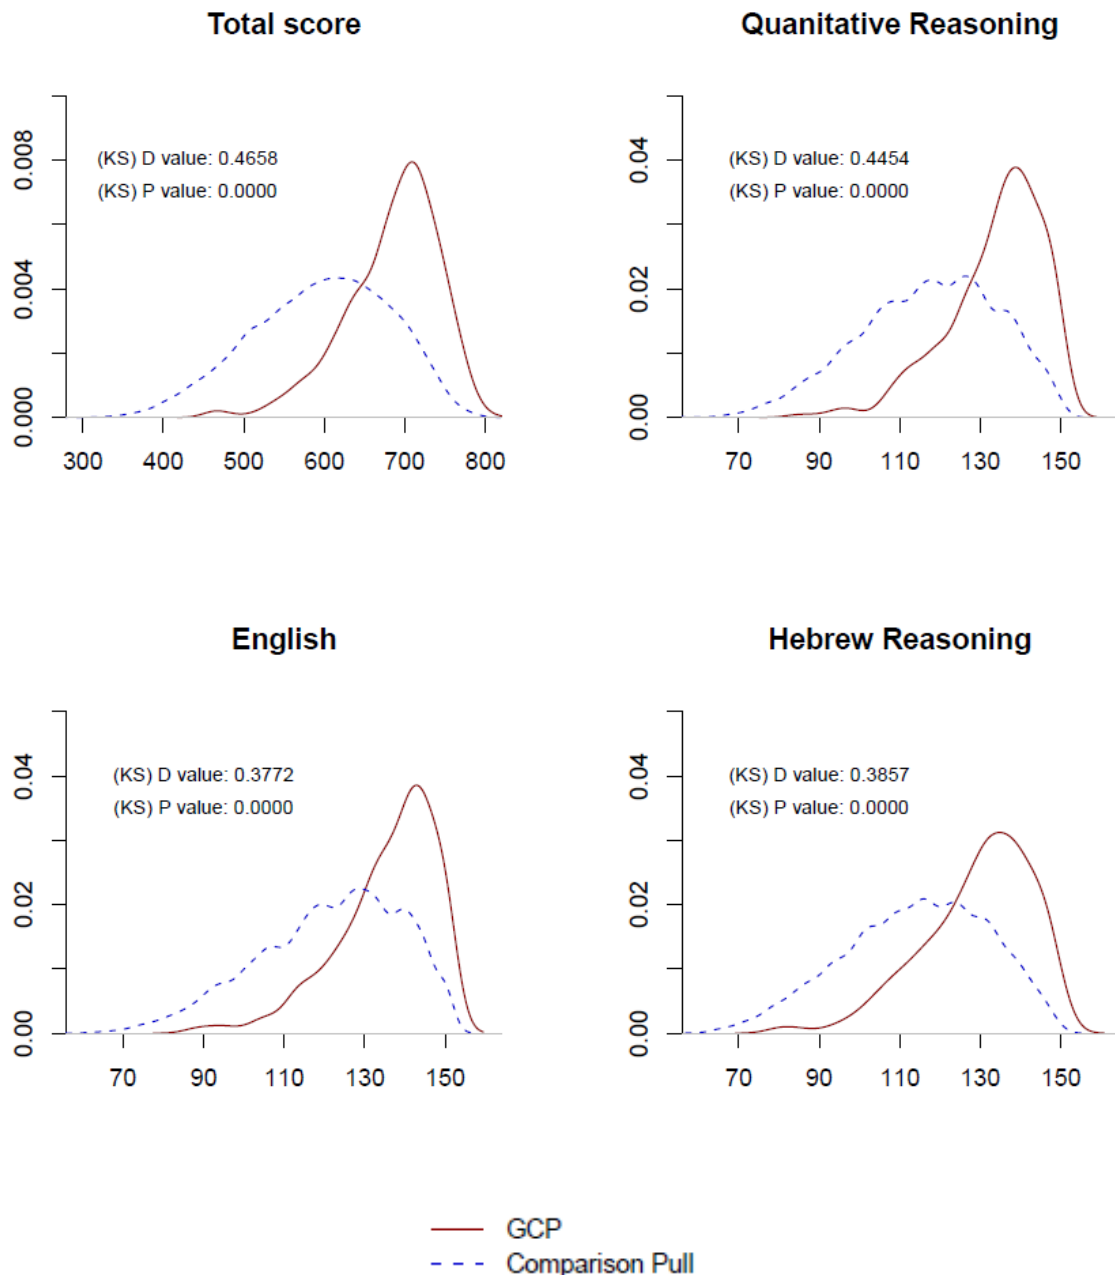 Total score
Quanitative Reasoning
(KS) D value: 0.4658
(KS) P value: 0.0000
0.000 0.004 0.008
300 400 500 600 700 800
(KS) D value: 0.4454
(KS) P value: 0.0000
0.00 0.02 0.04
70 90 110 130 150
English
Hebrew Reasoning
(KS) D value: 0.3772
(KS) P value: 0.0000
0.00 0.02 0.04
70 90 110 130 150
(KS) D value: 0.3857
(KS) P value: 0.0000
0.00 0.02 0.04
70 90 110 130 150
GCP
Comparison Pull